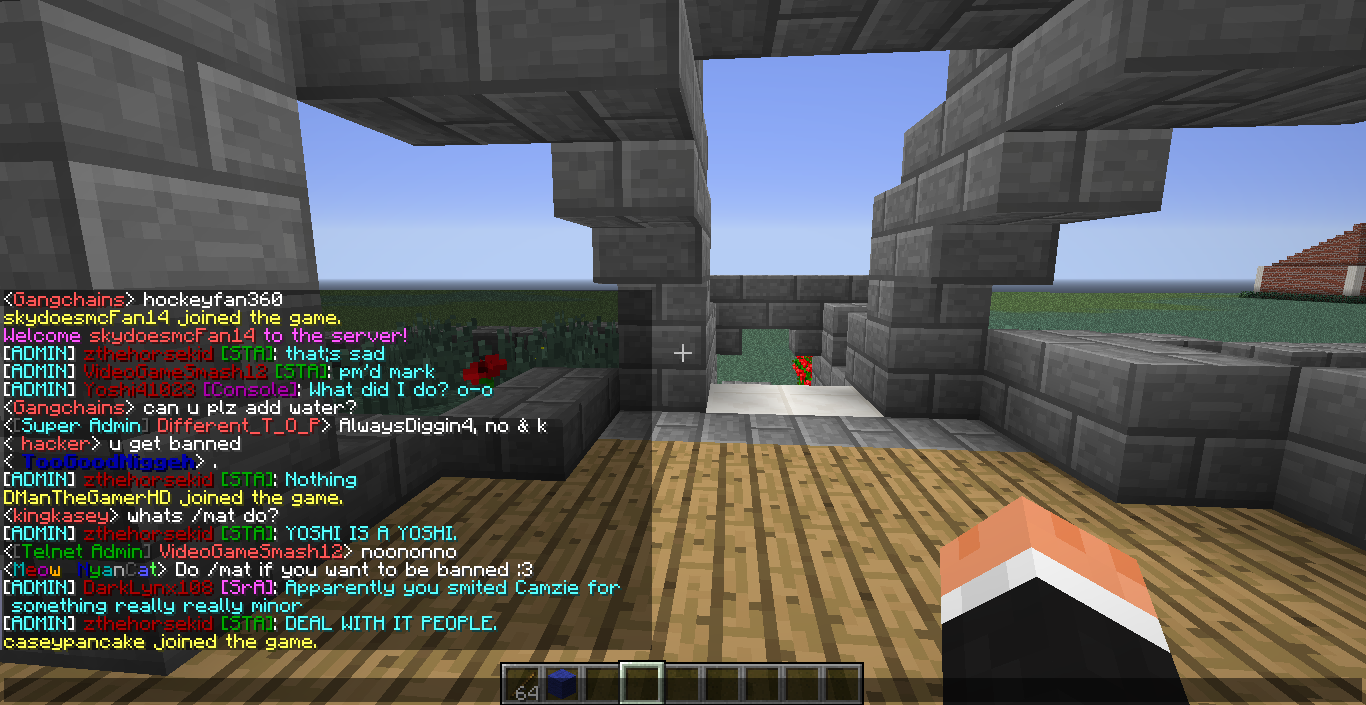 <Gangchains> hockeyfan360
skydoesmcFan14 joined the game.
Welcome skydoesmcFan14 to the server!
[ADMIN] zthehorsekid [STA]: that;s sad
[ADMIN] VideoGameSmash12 [STA]: pm'd mark
[ADMIN] Yoshi41023 [Console]: What did I do? o-o
<Gangchains> can u plz add water?
<[Super Admin] Different_T_O_P> AlwaysDiggin4, no & k
< hacker> u get banned
< TooGoodNiggeh> .
[ADMIN] zthehorsekid [STA]: Nothing
DManTheGamerHD joined the game.
<kingkasey> whats /mat do?
[ADMIN] zthehorsekid [STA]: YOSHI IS A YOSHI.
<[Telnet Admin] VideoGameSmash12> noononno
<Meow NyanCat> Do /mat if you want to be banned :3
[ADMIN] DarkLynx108 [SrA]: Apparently you smited Camzie for
something really really minor
[ADMIN] zthehorsekid [STA]: DEAL WITH IT PEOPLE.
caseypancake joined the game.
64